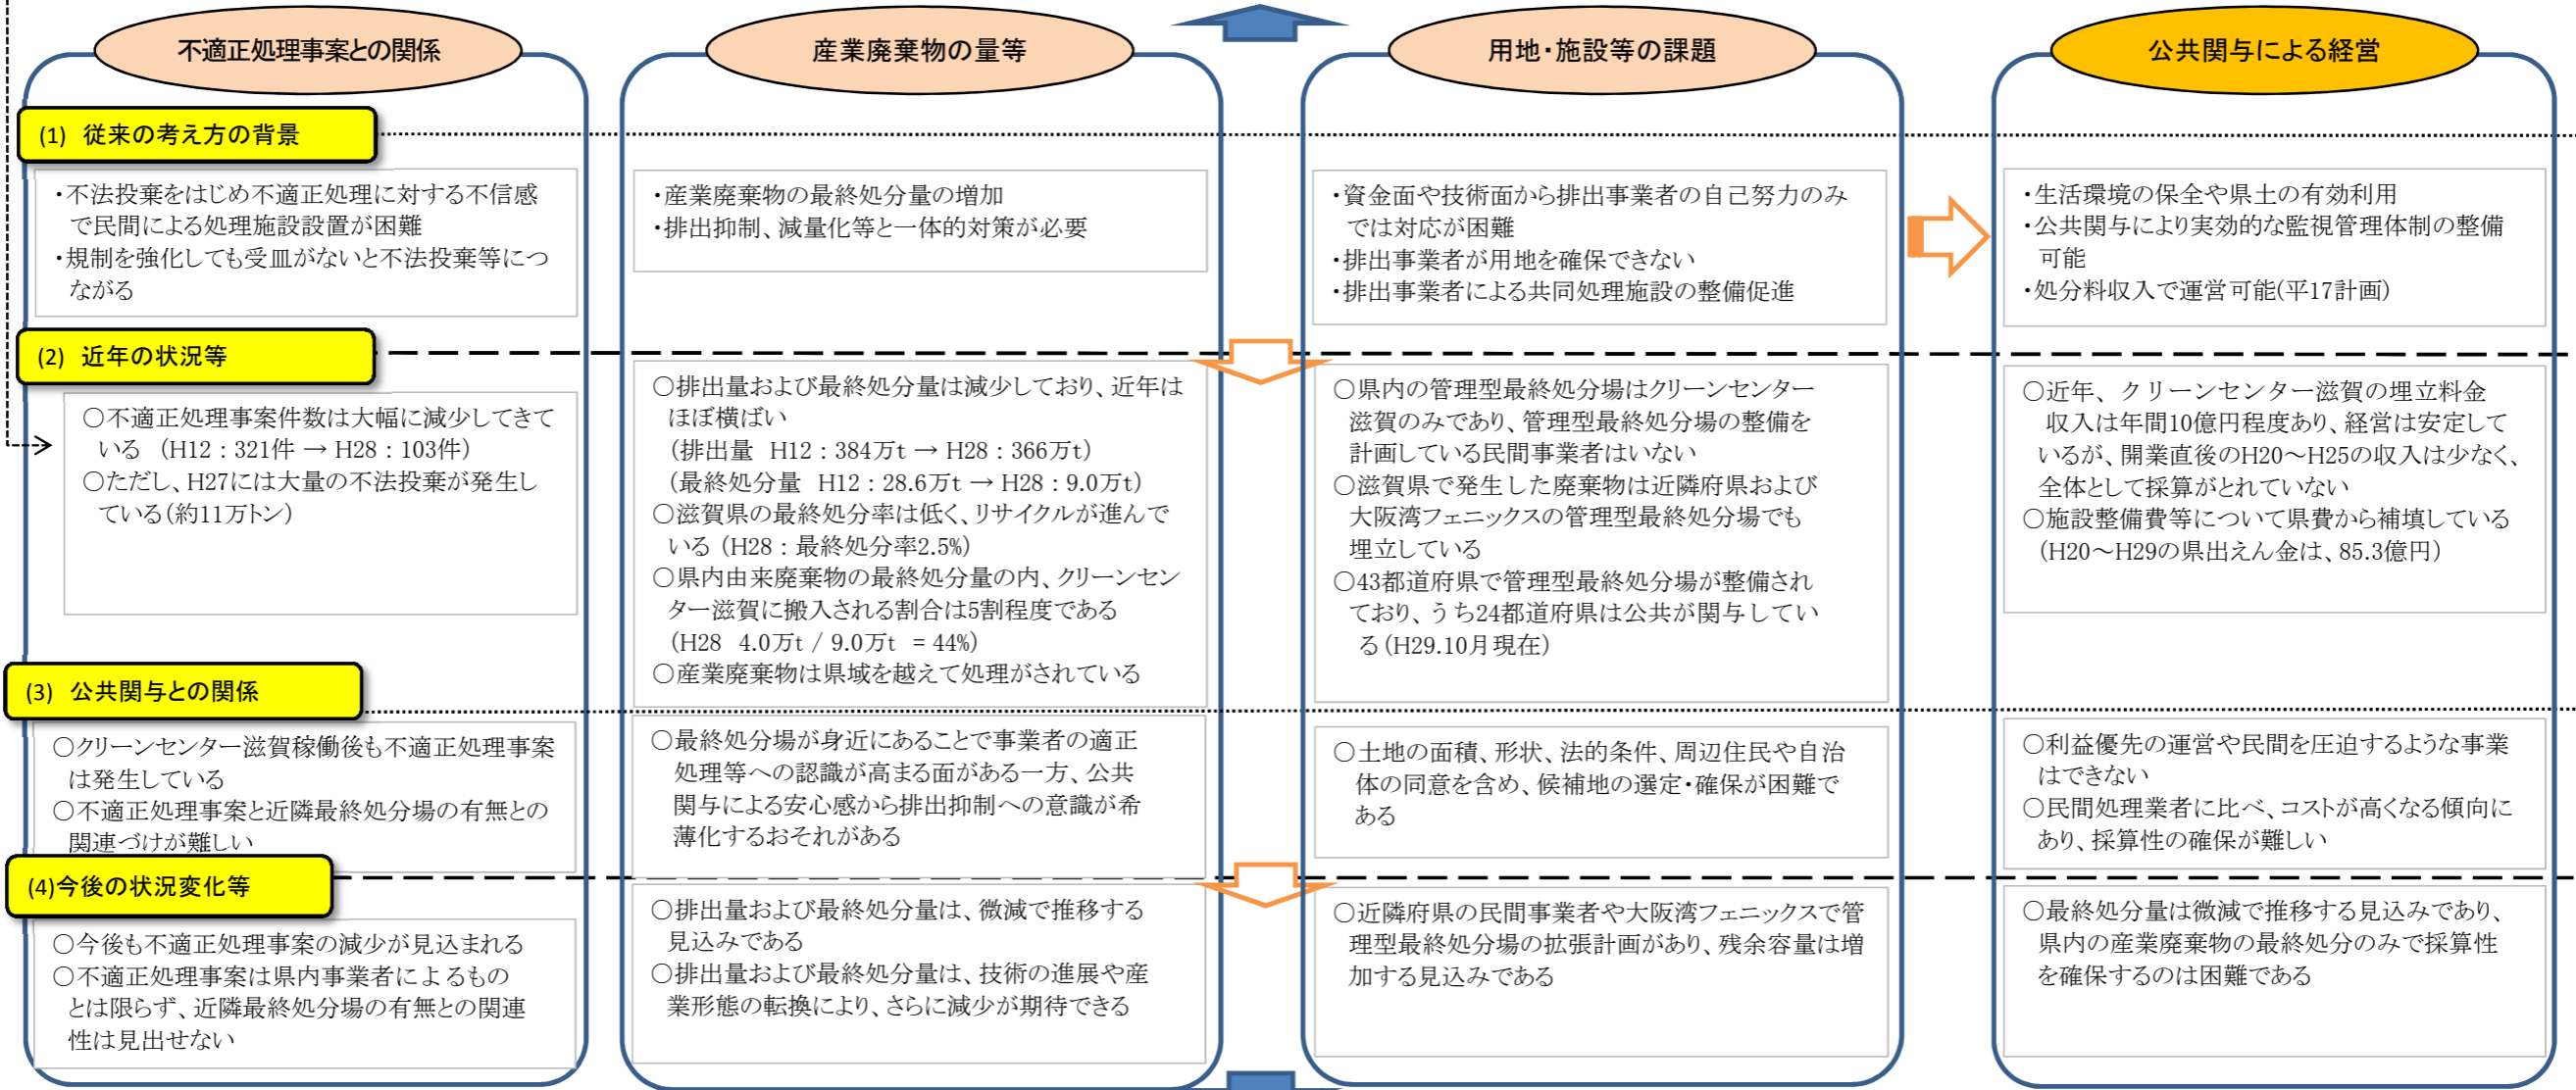 不適正処理事案との関係
産業廃棄物の量等
用地・施設等の課題
公共関与による経営
(1) 従来の考え方の背景
・不法投棄をはじめ不適正処理に対する不信感
で民間による処理施設設置が困難
・規制を強化しても受皿がないと不法投棄等につ
ながる
・産業廃棄物の最終処分量の増加
・排出抑制、減量化等と一体的対策が必要
・資金面や技術面から排出事業者の自己努力のみ
では対応が困難
・排出事業者が用地を確保できない
・排出事業者による共同処理施設の整備促進
・生活環境の保全や県土の有効利用
・公共関与により実効的な監視管理体制の整備
可能
・処分料収入で運営可能(平17計画)
(2) 近年の状況等
○不適正処理事案件数は大幅に減少してきて
いる (H12:321件 → H28:103件)
○ただし、H27には大量の不法投棄が発生し
ている(約11万トン)
○排出量および最終処分量は減少しており、近年は
ほぼ横ばい
(排出量 H12:384万t → H28:366万t)
(最終処分量 H12:28.6万t → H28:9.0万t)
○滋賀県の最終処分率は低く、リサイクルが進んで
いる (H28:最終処分率2.5%)
○県内由来廃棄物の最終処分量の内、クリーンセン
ター滋賀に搬入される割合は5割程度である
(H28 4.0万t / 9.0万t = 44%)
○産業廃棄物は県域を越えて処理がされている
○県内の管理型最終処分場はクリーンセンター
滋賀のみであり、管理型最終処分場の整備を
計画している民間事業者はいない
○滋賀県で発生した廃棄物は近隣府県および
大阪湾フェニックスの管理型最終処分場でも
埋立している
○43都道府県で管理型最終処分場が整備され
ており、うち24都道府県は公共が関与してい
る(H29.10月現在)
○近年、クリーンセンター滋賀の埋立料金
収入は年間10億円程度あり、経営は安定して
いるが、開業直後のH20～H25の収入は少なく、
全体として採算がとれていない
○施設整備費等について県費から補填している
(H20～H29の県出えん金は、85.3億円)
(3) 公共関与との関係
○クリーンセンター滋賀稼働後も不適正処理事案
は発生している
○不適正処理事案と近隣最終処分場の有無との
関連づけが難しい
○最終処分場が身近にあることで事業者の適正
処理等への認識が高まる面がある一方、公共
関与による安心感から排出抑制への意識が希
薄化するおそれがある
○土地の面積、形状、法的条件、周辺住民や自治
体の同意を含め、候補地の選定・確保が困難で
ある
○利益優先の運営や民間を圧迫するような事業
はできない
○民間処理業者に比べ、コストが高くなる傾向に
あり、採算性の確保が難しい
(4)今後の状況変化等
○今後も不適正処理事案の減少が見込まれる
○不適正処理事案は県内事業者によるもの
とは限らず、近隣最終処分場の有無との関連
性は見出せない
○排出量および最終処分量は、微減で推移する
見込みである
○排出量および最終処分量は、技術の進展や産
業形態の転換により、さらに減少が期待できる
○近隣府県の民間事業者や大阪湾フェニックスで管
理型最終処分場の拡張計画があり、残余容量は増
加する見込みである
○最終処分量は微減で推移する見込みであり、
県内の産業廃棄物の最終処分のみで採算性
を確保するのは困難である